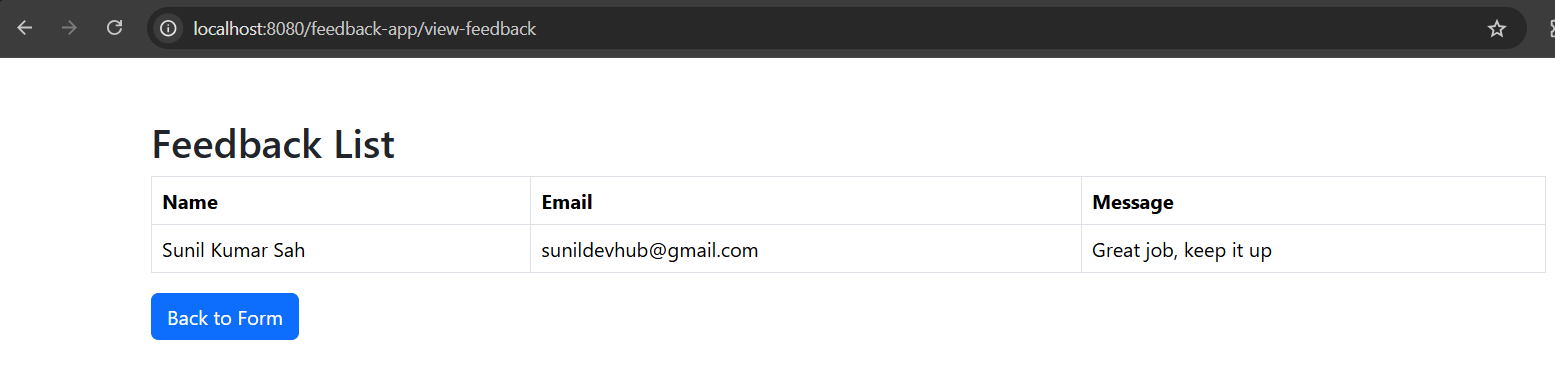 localhost:8080/feedback-app/view-feedback
Feedback List
Name Email Message
Sunil Kumar Sah sunildevhub@gmail.com Great job, keep it up
Back to Form